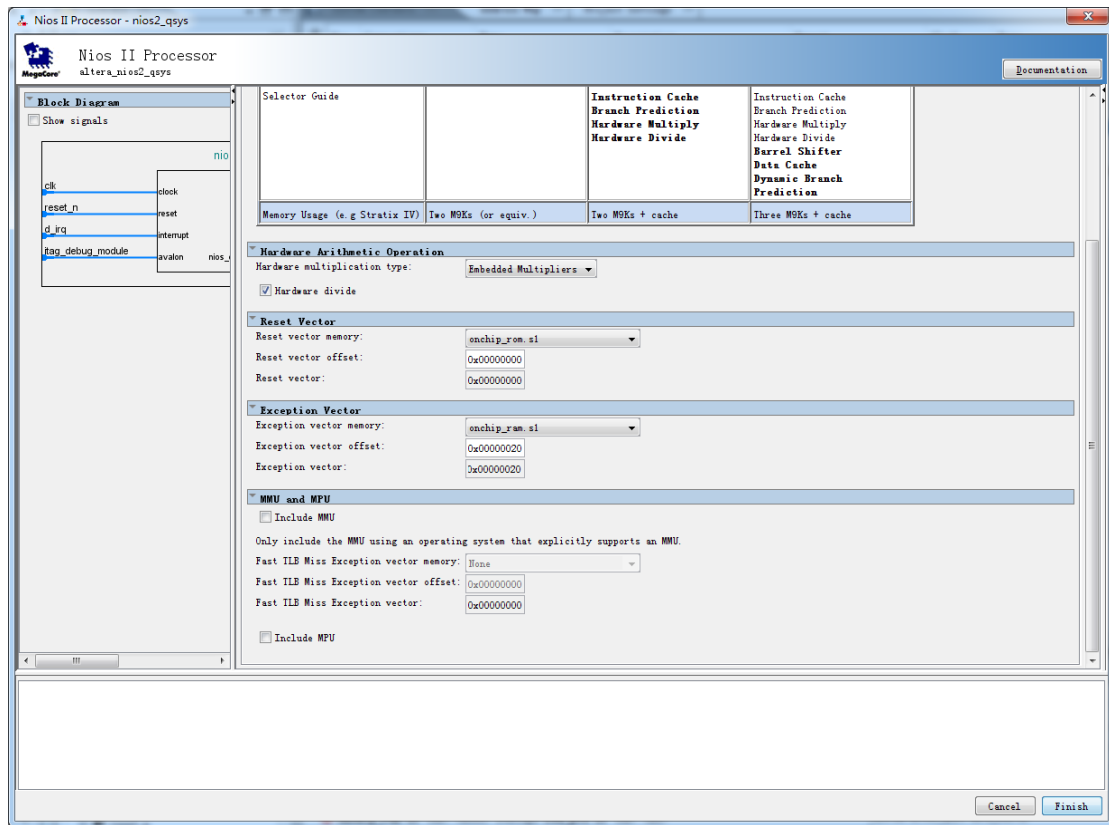 Nios II Processor - nios2_qsys
Nios II Processor
altera_nios2_qsys
MegaCore'
Documentation
Block Diagram
Show signals
nio
clk
clock
reset_n
reset
d_irq
interrupt
jtag_debug_module
avalon
Selector Guide
Instruction Cache
Branch Prediction
Hardware Multiply
Hardware Divide
Instruction Cache
Branch Prediction
Hardware Multiply
Hardware Divide
Barrel Shifter
Data Cache
Dynamic Branch
Prediction
Memory Usage (e.g Stratix IV) Two M9Ks (or equiv.) Two M9Ks + cache Three M9Ks + cache
Hardware Arithmetic Operation
Hardware multiplication type: Embedded Multipliers
Hardware divide
Reset Vector
Reset vector memory: onchip_rom.s1
Reset vector offset: 0x00000000
Reset vector: 0x00000000
Exception Vector
Exception vector memory: onchip_ram.s1
Exception vector offset: 0x00000020
Exception vector: 0x00000020
MMU and MPU
Include MMU
Only include the MMU using an operating system that explicitly supports an MMU.
Fast TLB Miss Exception vector memory: None
Fast TLB Miss Exception vector offset: 0x00000000
Fast TLB Miss Exception vector: 0x00000000
Include MPU
Cancel Finish